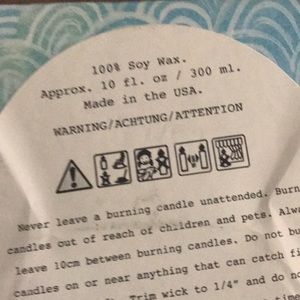 100% Soy Wax.
Approx. 10 fl. oz / 300 ml.
Made in the USA.
WARNING/ACHTUNG/ATTENTION
Never leave a burning candle unattended. Burn
candles out of reach of children and pets. Alwa
leave 10cm between burning candles. Do not bu
candles on or near anything that can catch fi
Trim wick to 1/4" and do no